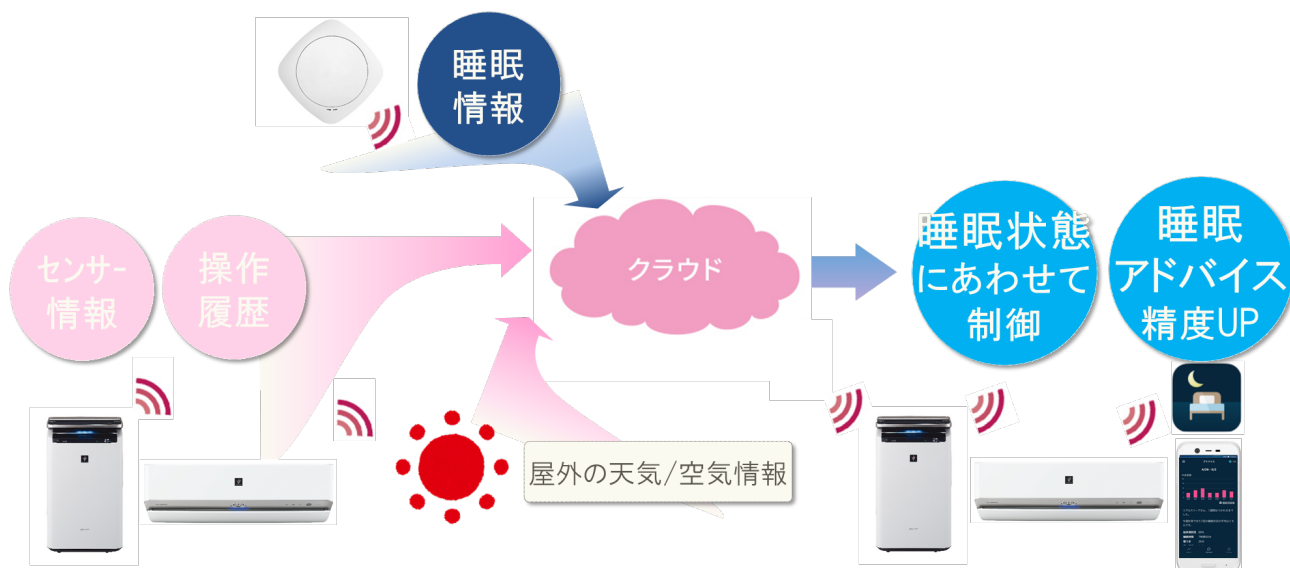 睡眠
情報
センサー
情報
操作
履歴
クラウド
睡眠状態
にあわせて
制御
睡眠
アドバイス
精度UP
屋外の天気/空気情報